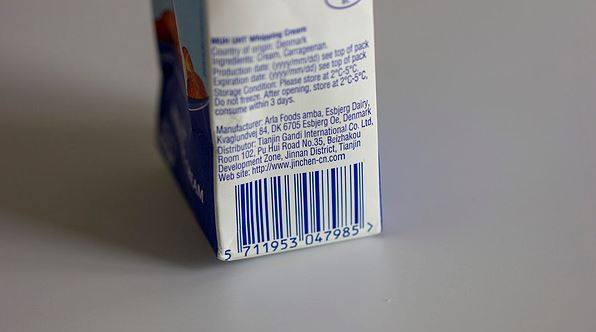 MILEX UHT Whipping Cream
Country of origin: Denmark
Ingredients: Cream, Carrageenan.
Production date: (yyyy/mm/dd) see top of pack
Expiration date: (yyyy/mm/dd) see top of pack
Storage Condition: Please store at 2°C-5°C.
Do not freeze. After opening, store at 2°C-5°C,
consume within 3 days.
Manufacturer: Arla Foods amba, Esbjerg Dairy,
Kvaglundvej 84, DK 6705 Esbjerg Oe, Denmark
Distributor: Tianjin Gandi International Co. Ltd,
Room 102, Pu Hui Road No.35, Beizhakou
Development Zone, Jinnan District, Tianjin
Web site: http://www.jinchen-cn.com
5 711953 047985 >